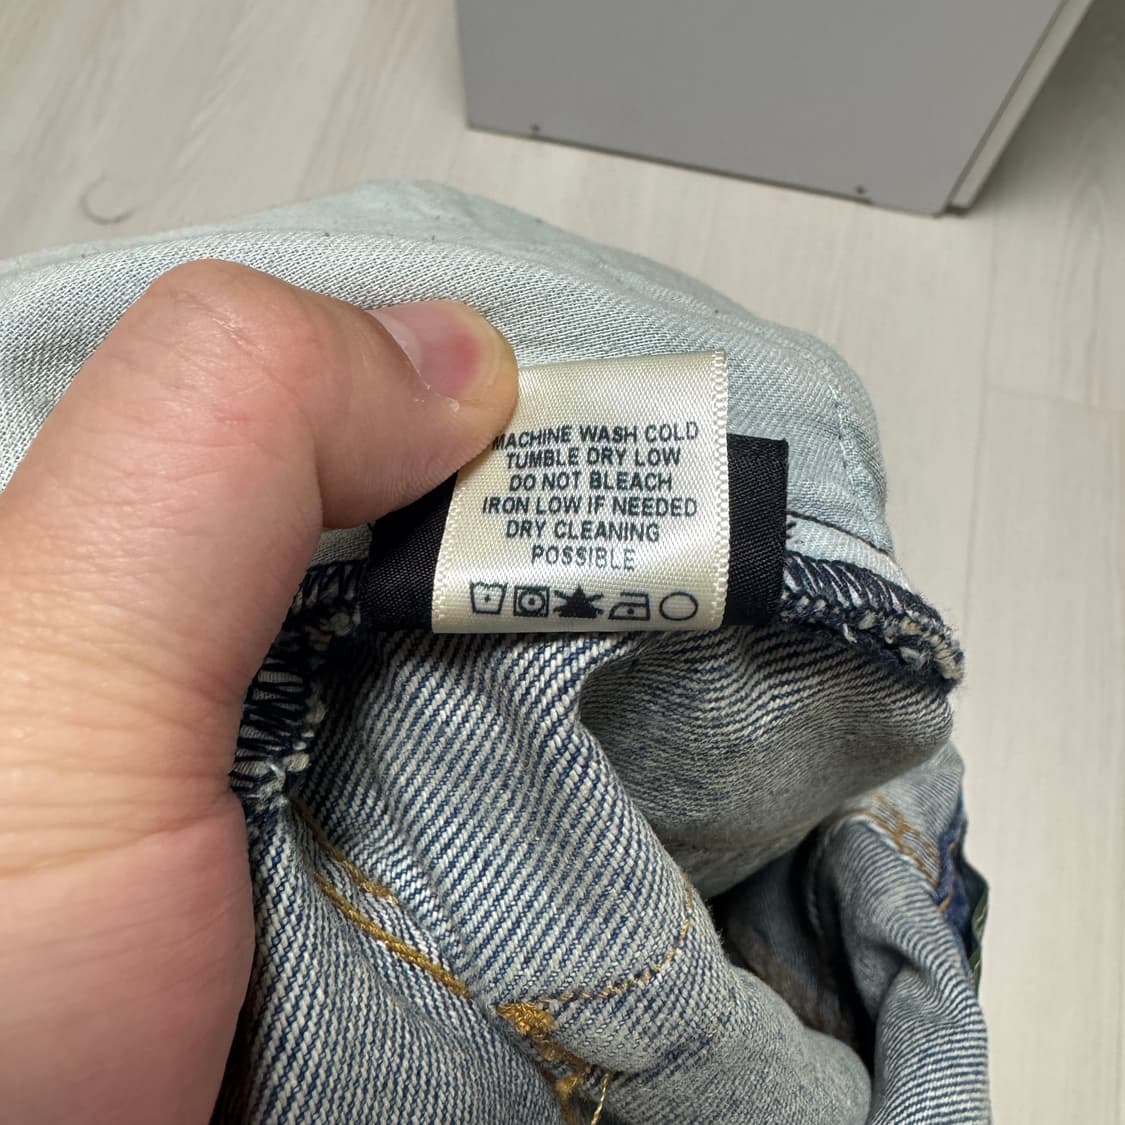 MACHINE WASH COLD
TUMBLE DRY LOW
DO NOT BLEACH
IRON LOW IF NEEDED
DRY CLEANING
POSSIBLE